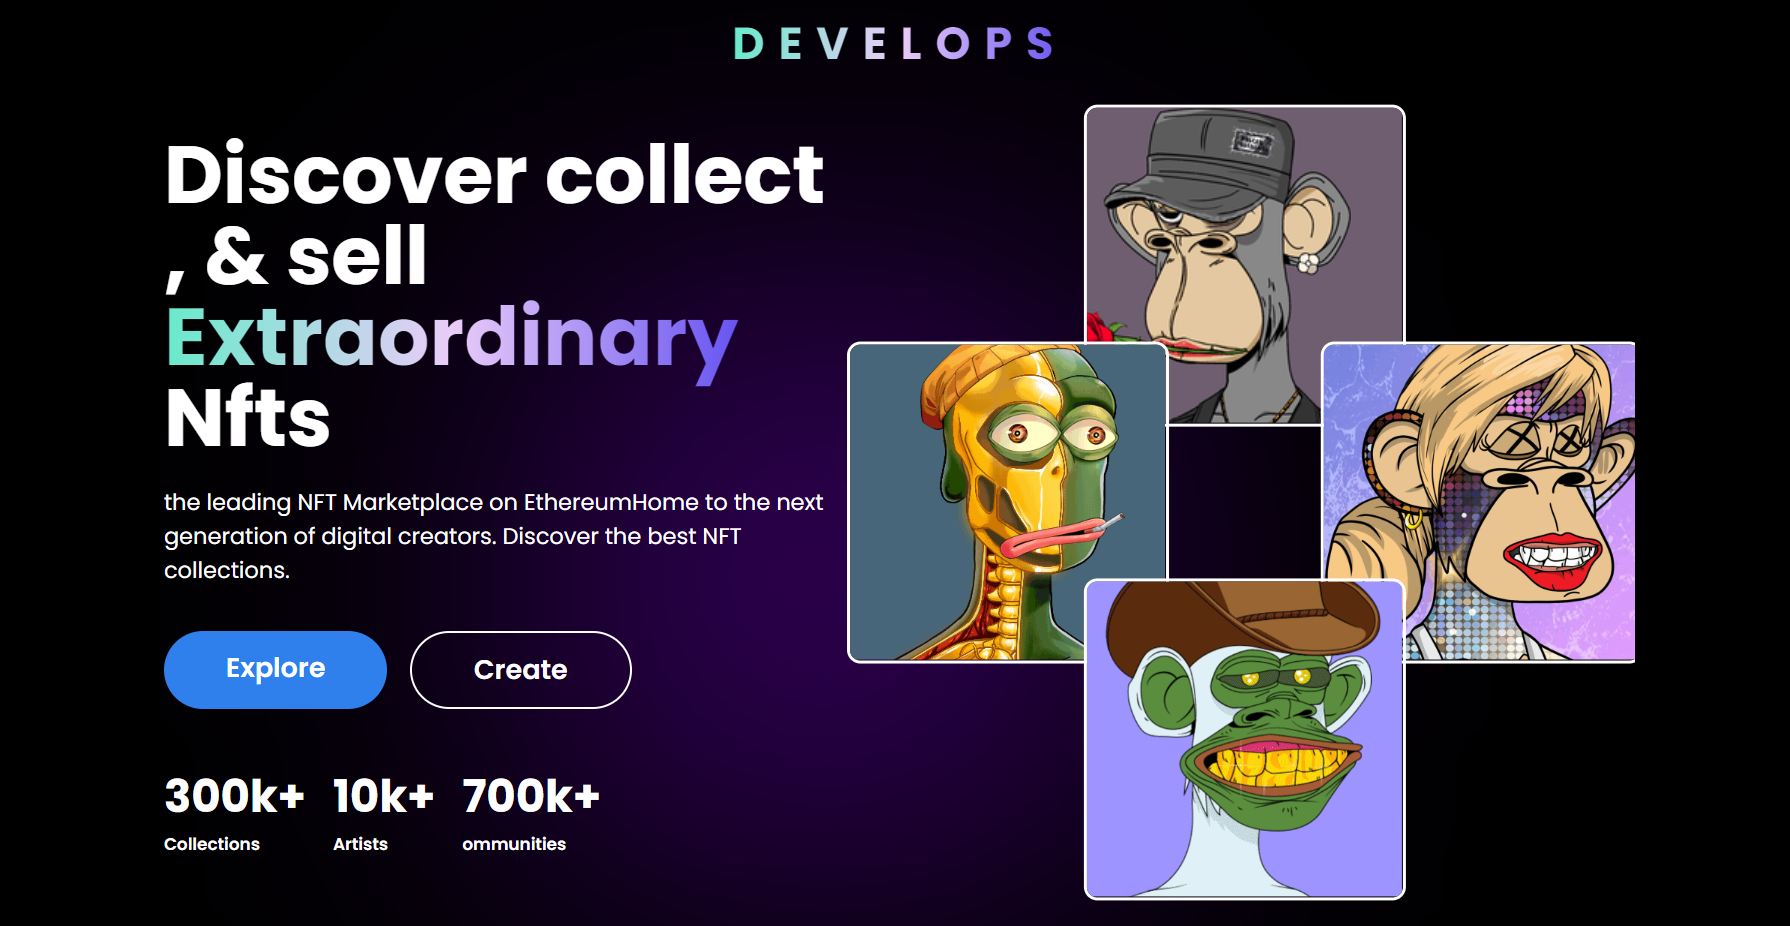 DEVELOPS
Discover collect
, & sell
Extraordinary
Nfts
the leading NFT Marketplace on EthereumHome to the next
generation of digital creators. Discover the best NFT
collections.
Explore
Create
300k+ 10k+ 700k+
Collections Artists ommunities